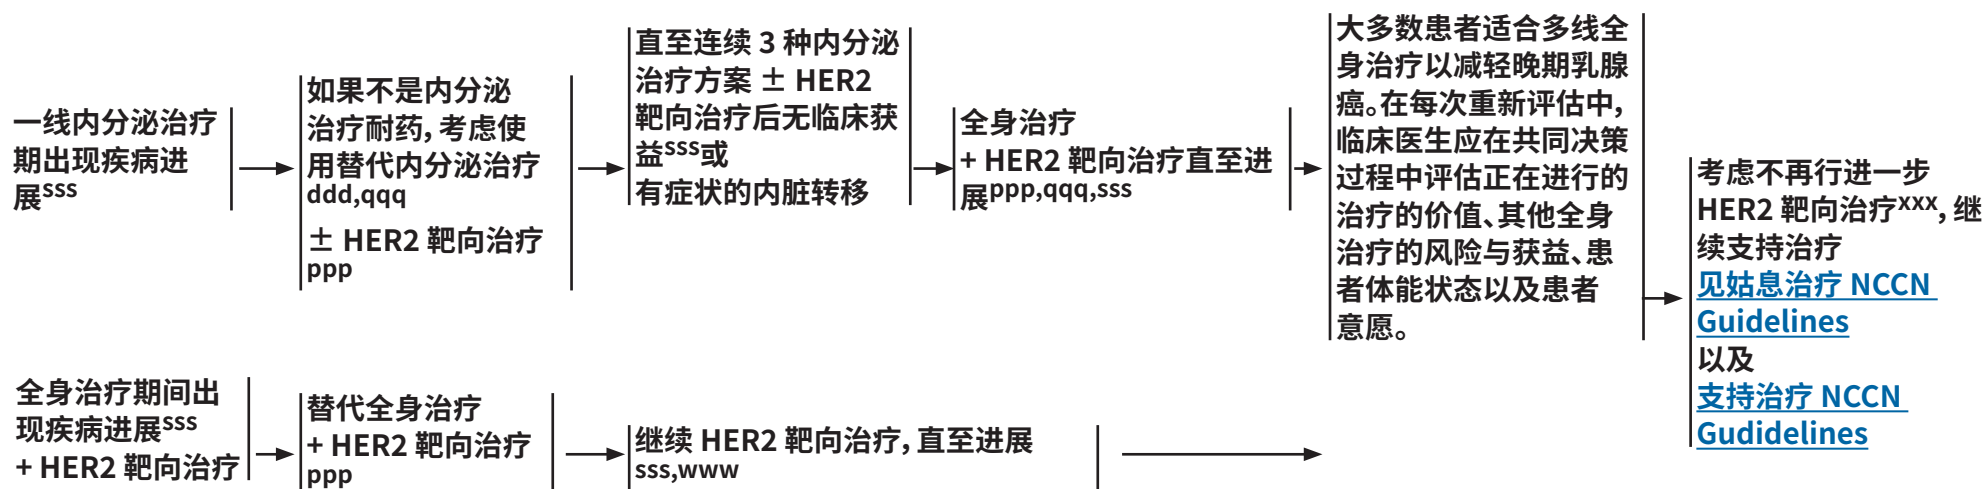 一线内分泌治疗
期出现疾病进
展sss
如果不是内分泌
治疗耐药，考虑使
用替代内分泌治疗
ddd,qqq
± HER2 靶向治疗
ppp
直至连续 3 种内分泌
治疗方案 ± HER2
靶向治疗后无临床获
益sss或
有症状的内脏转移
全身治疗
+ HER2 靶向治疗直至进
展ppp,qqq,sss
大多数患者适合多线全
身治疗以减轻晚期乳腺
癌。在每次重新评估中，
临床医生应在共同决策
过程中评估正在进行的
治疗的价值、其他全身
治疗的风险与获益、患
者体能状态以及患者
意愿。
考虑不再行进一步
HER2 靶向治疗xxx，继
续支持治疗
见姑息治疗 NCCN
Guidelines
以及
支持治疗 NCCN
Gudidelines
全身治疗期间出
现疾病进展sss
+ HER2 靶向治疗
替代全身治疗
+ HER2 靶向治疗
ppp
继续 HER2 靶向治疗，直至进展
sss,www